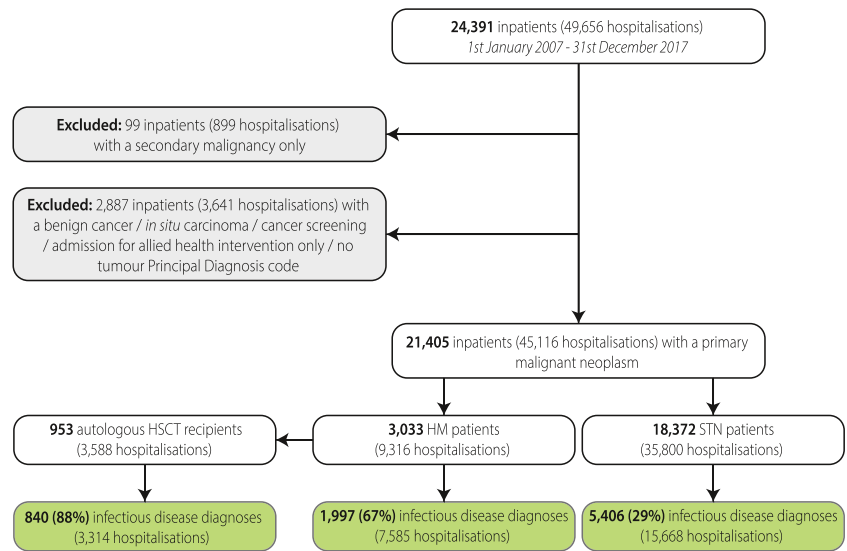 24,391 inpatients (49,656 hospitalisations)
1st January 2007 - 31st December 2017
Excluded: 99 inpatients (899 hospitalisations)
with a secondary malignancy only
Excluded: 2,887 inpatients (3,641 hospitalisations) with
a benign cancer / in situ carcinoma / cancer screening
/ admission for allied health intervention only / no
tumour Principal Diagnosis code
21,405 inpatients (45,116 hospitalisations) with a primary
malignant neoplasm
953 autologous HSCT recipients
(3,588 hospitalisations)
3,033 HM patients
(9,316 hospitalisations)
18,372 STN patients
(35,800 hospitalisations)
840 (88%) infectious disease diagnoses
(3,314 hospitalisations)
1,997 (67%) infectious disease diagnoses
(7,585 hospitalisations)
5,406 (29%) infectious disease diagnoses
(15,668 hospitalisations)